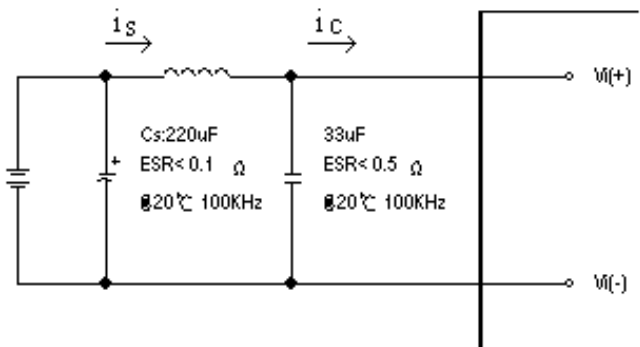 is
ic
Vi(+)
Cs:220uF
33uF
+
ESR<0.1 Ω
ESR<0.5 Ω
20℃ 100KHz
20℃ 100KHz
Vi(-)